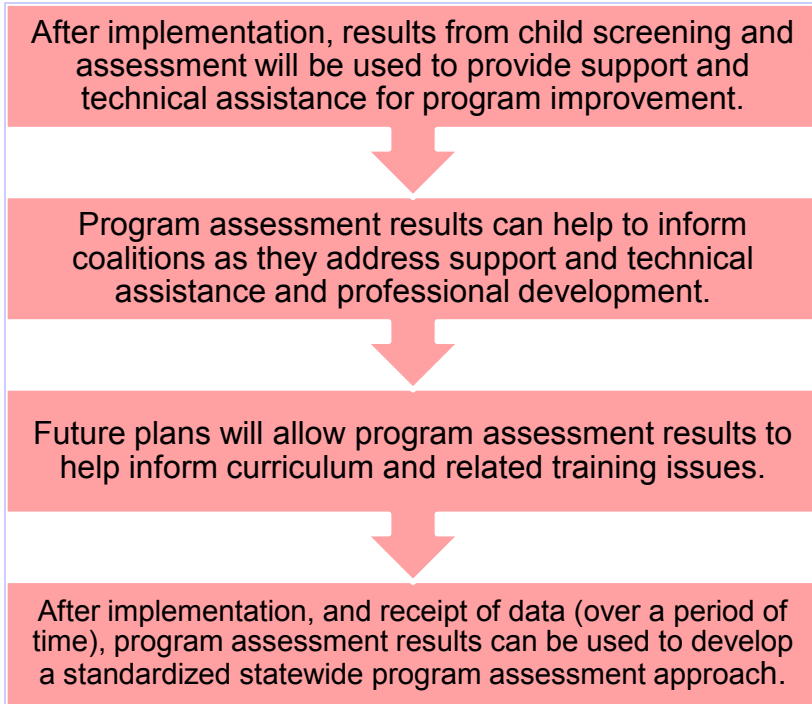 After implementation, results from child screening and
assessment will be used to provide support and
technical assistance for program improvement.
Program assessment results can help to inform
coalitions as they address support and technical
assistance and professional development.
Future plans will allow program assessment results to
help inform curriculum and related training issues.
After implementation, and receipt of data (over a period of
time), program assessment results can be used to develop
a standardized statewide program assessment approach.